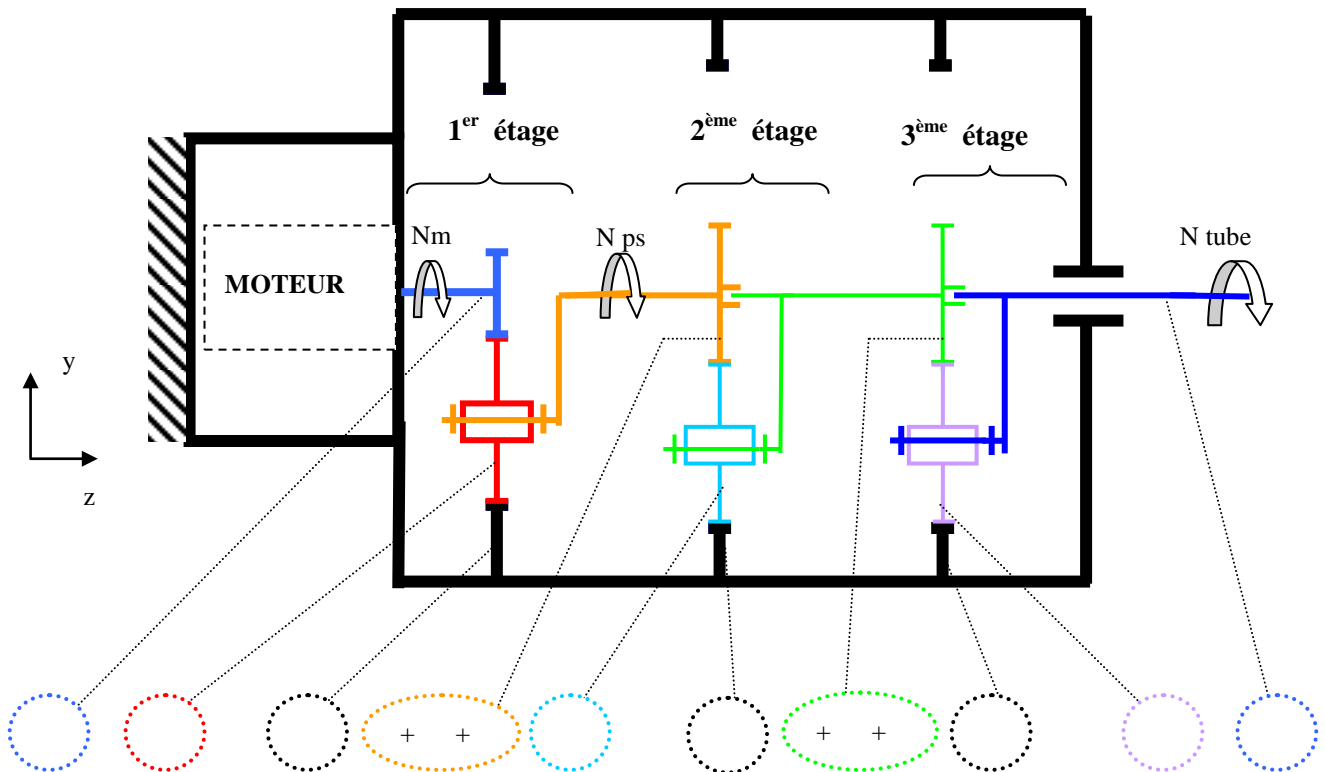 1er étage
2ème étage
3ème étage
Nm
N ps
N tube
MOTEUR
y
z
+ +
+ +